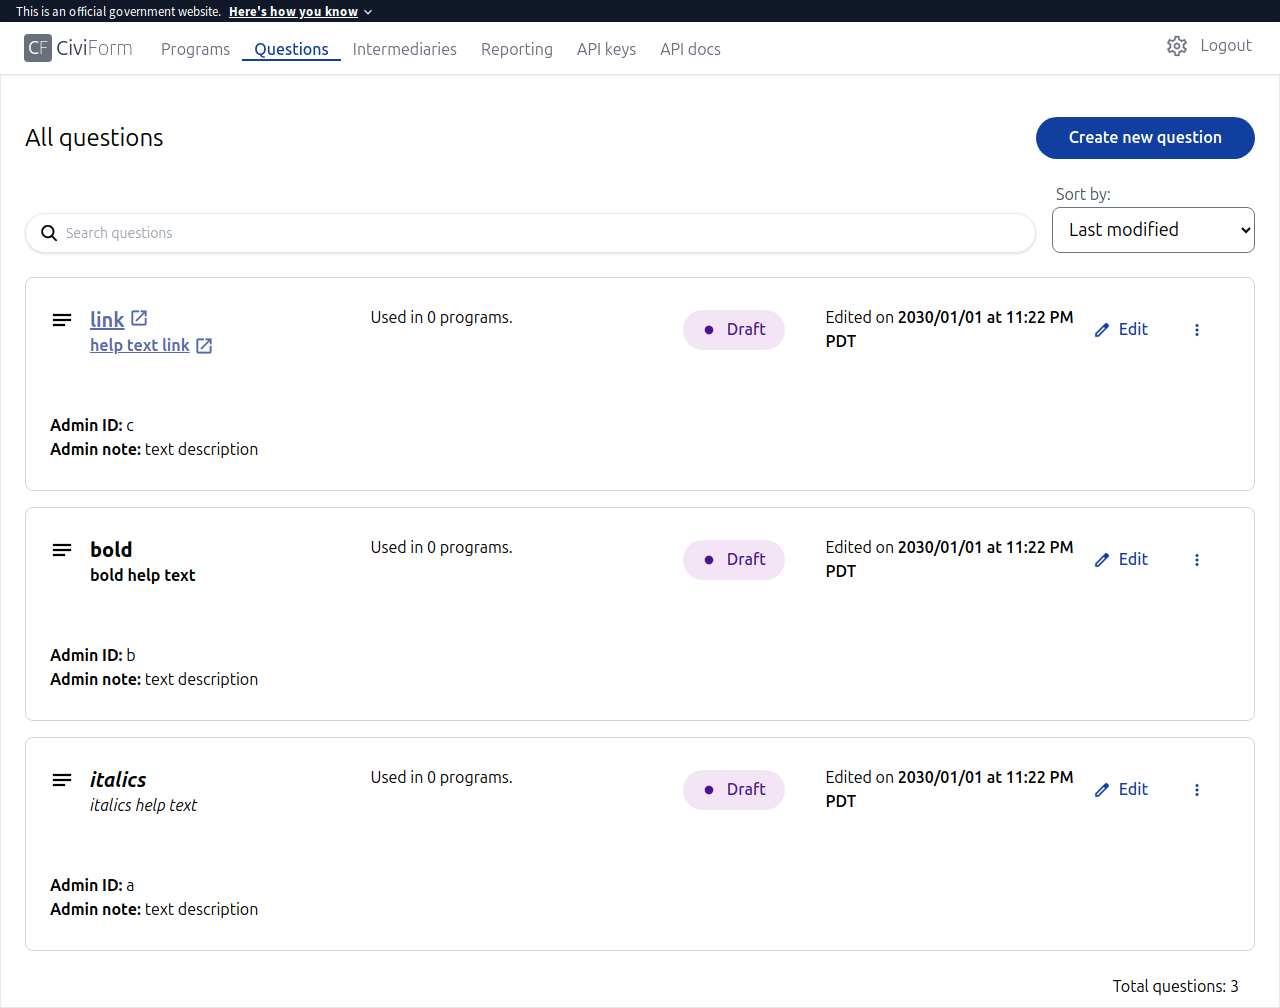 This is an official government website. Here's how you know
CF CiviForm Programs Questions Intermediaries Reporting API keys API docs Logout
All questions
Create new question
Sort by:
Search questions
Last modified
link
help text link
Used in 0 programs.
Draft
Edited on 2030/01/01 at 11:22 PM
PDT
Edit
Admin ID: c
Admin note: text description
bold
bold help text
Used in 0 programs.
Draft
Edited on 2030/01/01 at 11:22 PM
PDT
Edit
Admin ID: b
Admin note: text description
italics
italics help text
Used in 0 programs.
Draft
Edited on 2030/01/01 at 11:22 PM
PDT
Edit
Admin ID: a
Admin note: text description
Total questions: 3